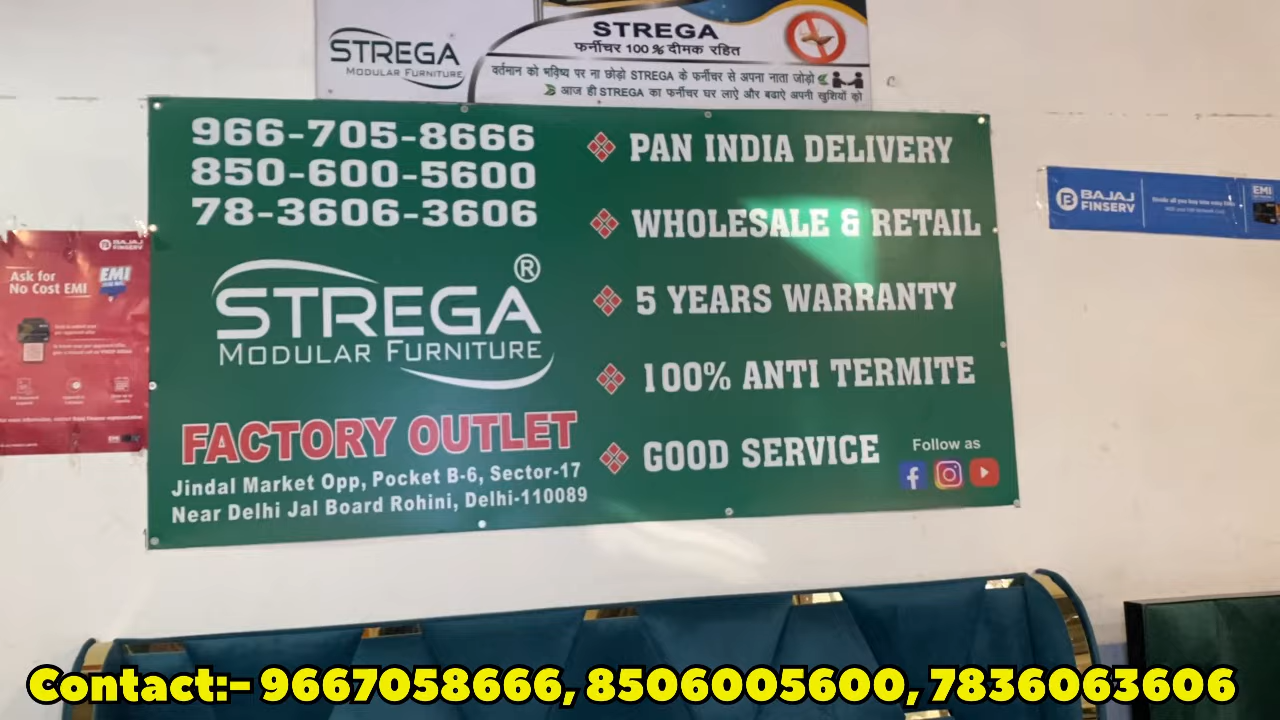 STREGA
MODULAR FURNITURE
STREGA
फर्नीचर 100 % दीमक रहित
वर्तमान को भविष्य पर ना छोड़ो STREGA के फर्नीचर से अपना नाता जोड़ो
आज ही STREGA का फर्नीचर घर लाऐ और बढाऐ अपनी खुशियों को
966-705-8666
850-600-5600
78-3606-3606
STREGA ®
MODULAR FURNITURE
FACTORY OUTLET
Jindal Market Opp, Pocket B-6, Sector-17
Near Delhi Jal Board Rohini, Delhi-110089
PAN INDIA DELIVERY
WHOLESALE & RETAIL
5 YEARS WARRANTY
100% ANTI TERMITE
GOOD SERVICE
Follow as
BAJAJ
FINSERV
Ask for
No Cost EMI
EMI
BAJAJ
FINSERV
EMI
Contact:- 9667058666, 8506005600, 7836063606